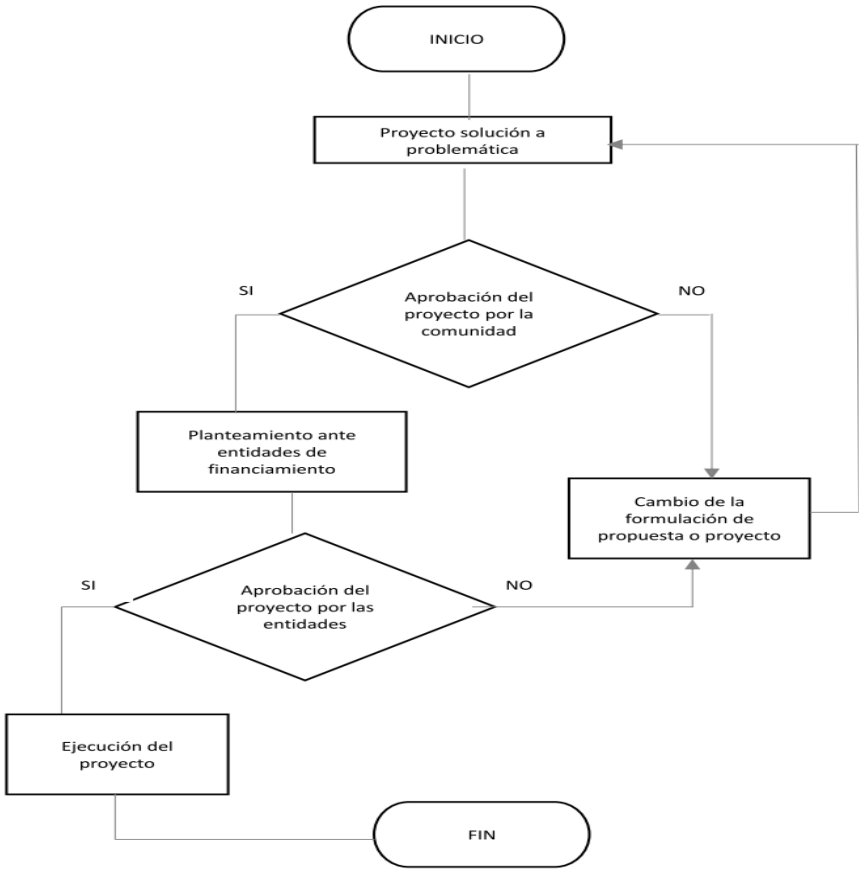 INICIO
Proyecto solución a
problemática
SI
NO
Aprobación del
proyecto por la
comunidad
Planteamiento ante
entidades de
financiamiento
Cambio de la
formulación de
propuesta o proyecto
SI
NO
Aprobación del
proyecto por las
entidades
Ejecución del
proyecto
FIN